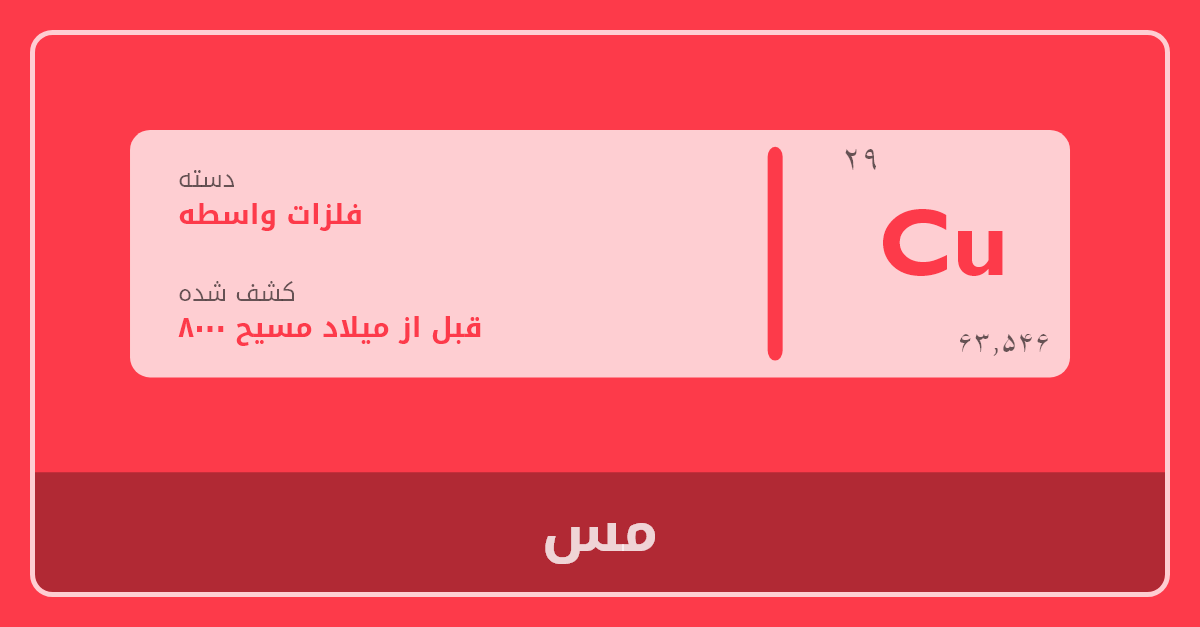 دسته
فلزات واسطه
کشف شده
قبل از میلاد مسیح ۸۰۰۰
۲۹
Cu
۶۳,۵۴۶
مس